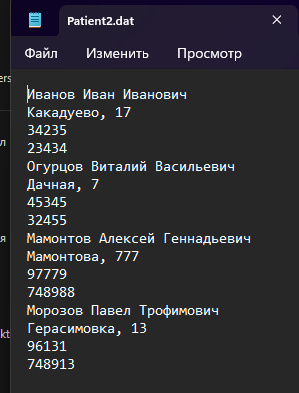 Patient2.dat
Файл Изменить Просмотр
Иванов Иван Иванович
Какадуево, 17
34235
23434
Огурцов Виталий Васильевич
Дачная, 7
45345
32455
Мамонтов Алексей Геннадьевич
Мамонтова, 777
97779
748988
Морозов Павел Трофимович
Герасимовка, 13
96131
748913